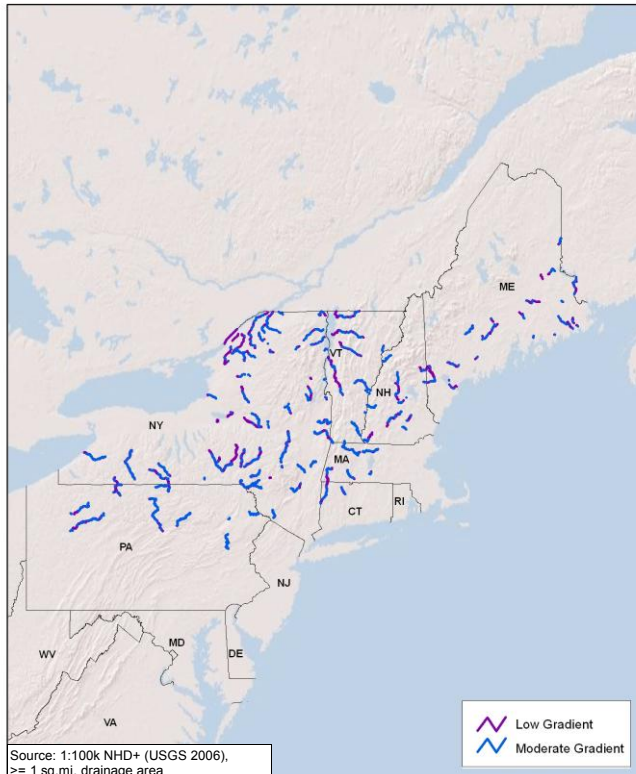 ME
VT
NH
NY
MA
CT
RI
PA
NJ
MD
DE
WV
VA
Low Gradient
Moderate Gradient
Source: 1:100k NHD+ (USGS 2006),
>= 1 sq.mi. drainage area